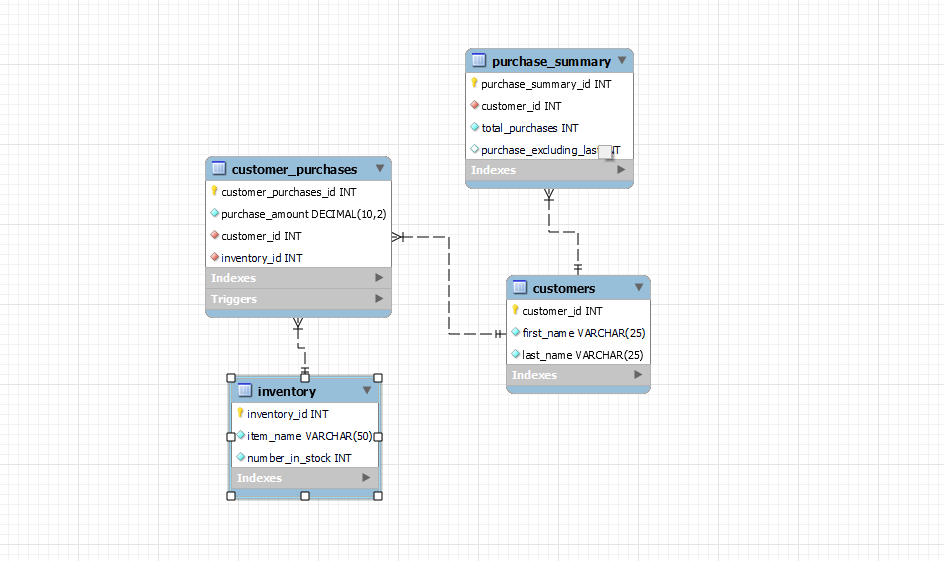 purchase_summary
purchase_summary_id INT
customer_id INT
total_purchases INT
purchase_excluding_last INT
Indexes
customer_purchases
customer_purchases_id INT
purchase_amount DECIMAL(10,2)
customer_id INT
inventory_id INT
Indexes
Triggers
customers
customer_id INT
first_name VARCHAR(25)
last_name VARCHAR(25)
Indexes
inventory
inventory_id INT
item_name VARCHAR(50)
number_in_stock INT
Indexes